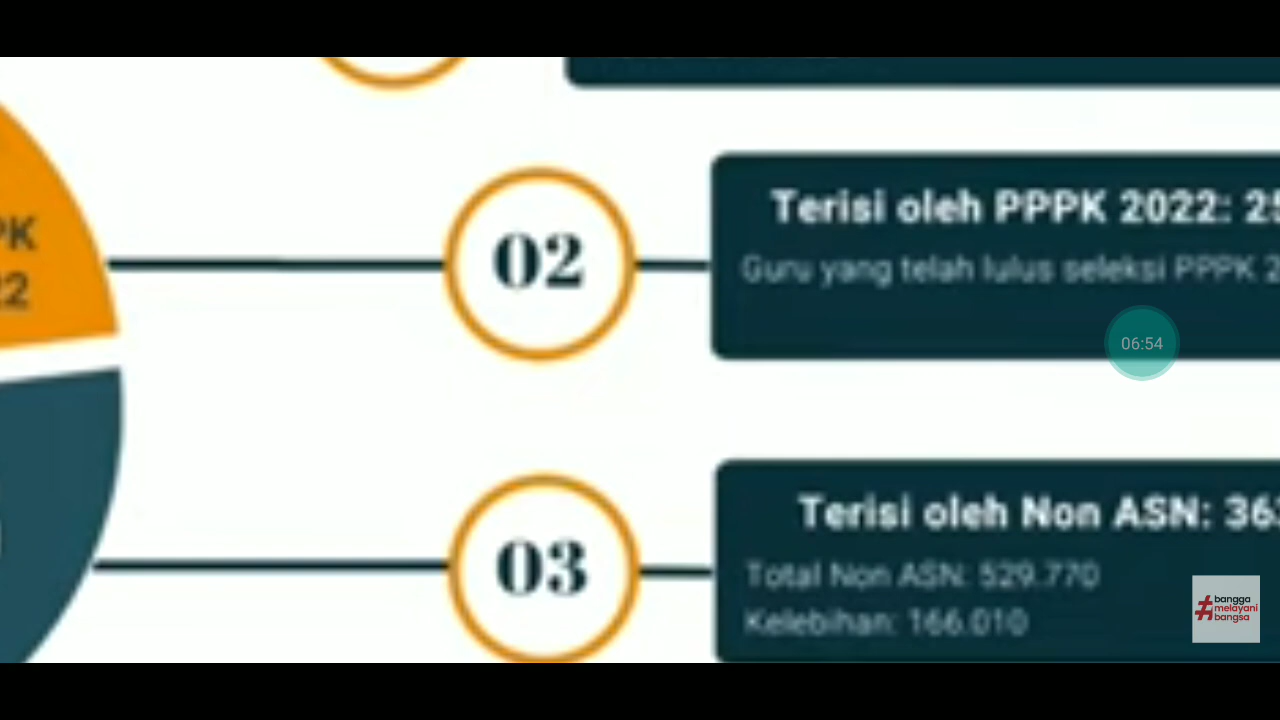 PK
22
02
Terisi oleh PPPK 2022: 25
Guru yang telah lulus seleksi PPPK 2
06:54
03
Terisi oleh Non ASN: 363
Total Non ASN: 529.770
Kelebihan: 166.010
#bangga
melayani
bangsa